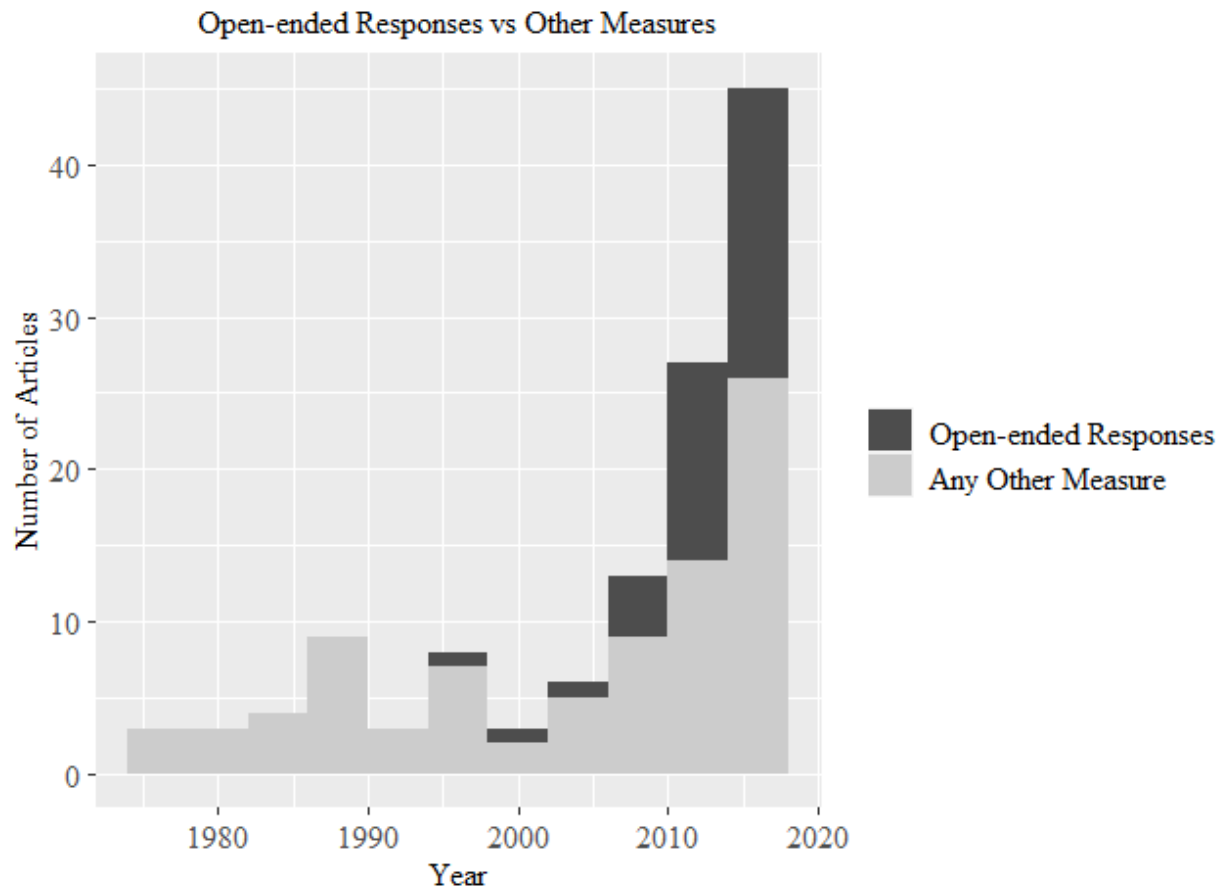 Open-ended Responses vs Other Measures
Number of Articles
40
30
20
10
0
1980 1990 2000 2010 2020
Year
Open-ended Responses
Any Other Measure